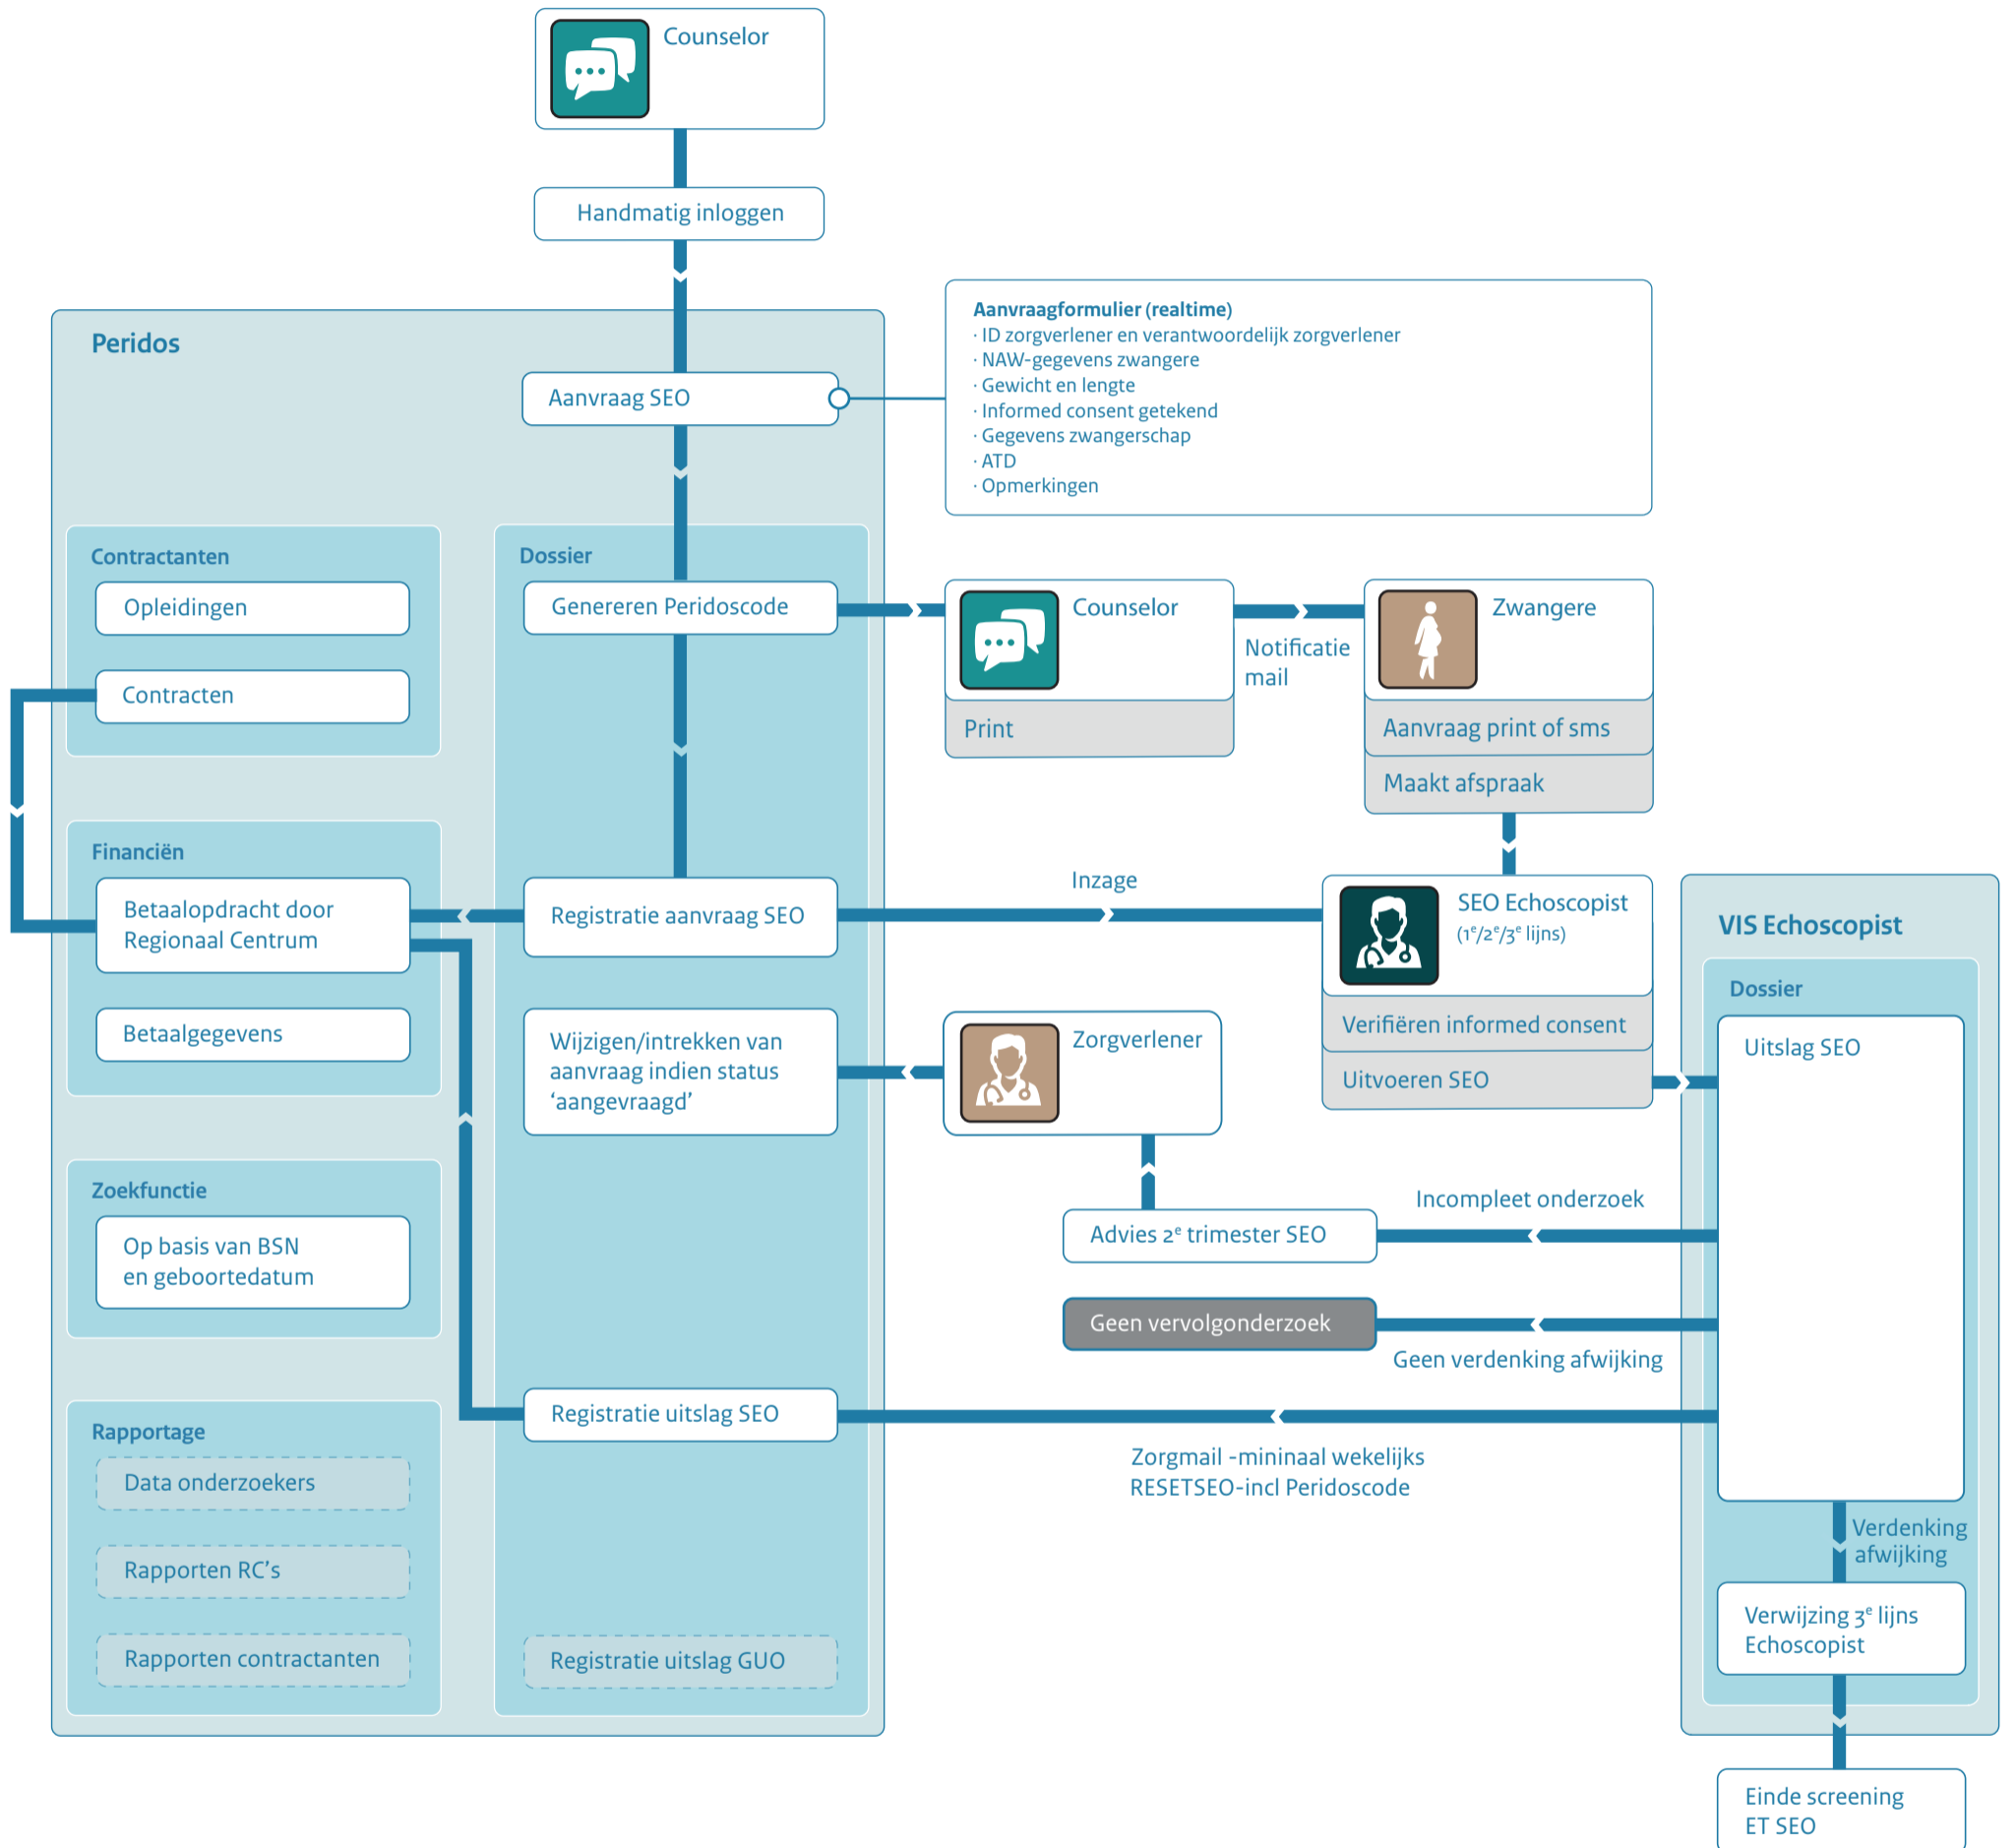 Counselor
Handmatig inloggen
Peridos
Aanvraag SEO
Aanvraagformulier (realtime)
· ID zorgverlener en verantwoordelijk zorgverlener
· NAW-gegevens zwangere
· Gewicht en lengte
· Informed consent getekend
· Gegevens zwangerschap
· ATD
· Opmerkingen
Contractanten
Opleidingen
Contracten
Dossier
Genereren Peridoscode
Counselor
Print
Notificatie
mail
Zwangere
Aanvraag print of sms
Maakt afspraak
Financiën
Betaalopdracht door
Regionaal Centrum
Betaalgegevens
Registratie aanvraag SEO
Inzage
SEO Echoscopist
(1e/2e/3e lijns)
Verifiëren informed consent
Uitvoeren SEO
VIS Echoscopist
Dossier
Uitslag SEO
Wijzigen/intrekken van
aanvraag indien status
‘aangevraagd’
Zorgverlener
Zoekfunctie
Op basis van BSN
en geboortedatum
Advies 2e trimester SEO
Incompleet onderzoek
Geen vervolgonderzoek
Geen verdenking afwijking
Registratie uitslag SEO
Zorgmail -mininaal wekelijks
RESETSEO-incl Peridoscode
Rapportage
Data onderzoekers
Rapporten RC’s
Rapporten contractanten
Registratie uitslag GUO
Verdenking
afwijking
Verwijzing 3e lijns
Echoscopist
Einde screening
ET SEO